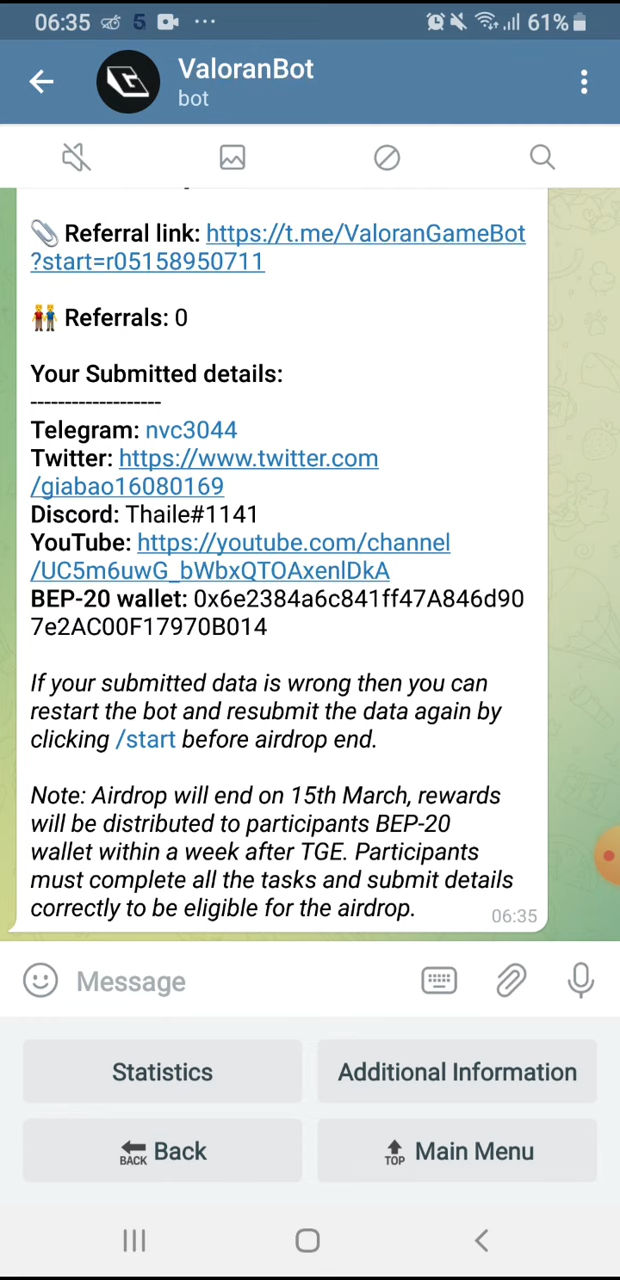 06:35 5 ... 61%
ValoranBot
bot
Referral link: https://t.me/ValoranGameBot
?start=r05158950711
Referrals: 0
Your Submitted details:
-------------------
Telegram: nvc3044
Twitter: https://www.twitter.com
/giabao16080169
Discord: Thaile#1141
YouTube: https://youtube.com/channel
/UC5m6uwG_bWbxQTOAxenlDkA
BEP-20 wallet: 0x6e2384a6c841ff47A846d90
7e2AC00F17970B014
If your submitted data is wrong then you can
restart the bot and resubmit the data again by
clicking /start before airdrop end.
Note: Airdrop will end on 15th March, rewards
will be distributed to participants BEP-20
wallet within a week after TGE. Participants
must complete all the tasks and submit details
correctly to be eligible for the airdrop.
06:35
Message
Statistics Additional Information
BACK Back TOP Main Menu